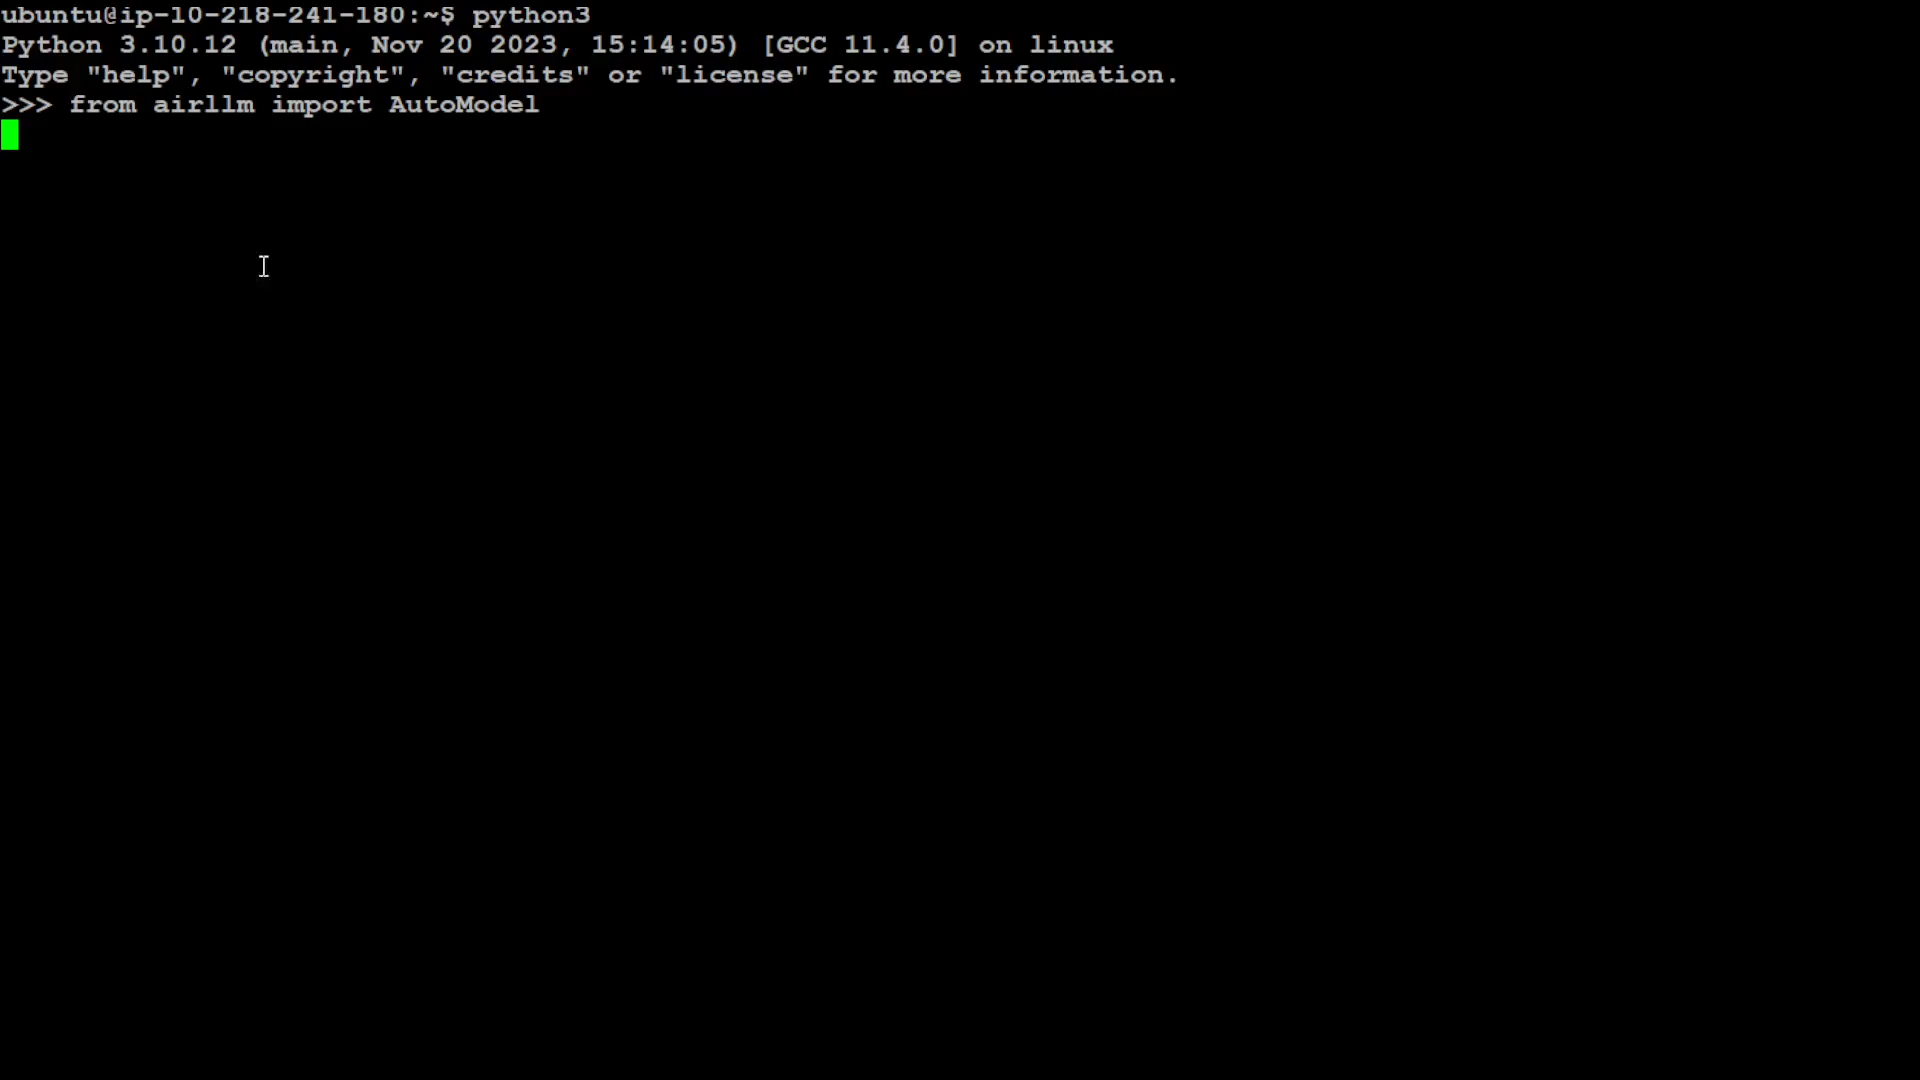 ubuntu@ip-10-218-241-180:~$ python3
Python 3.10.12 (main, Nov 20 2023, 15:14:05) [GCC 11.4.0] on linux
Type "help", "copyright", "credits" or "license" for more information.
>>> from airllm import AutoModel